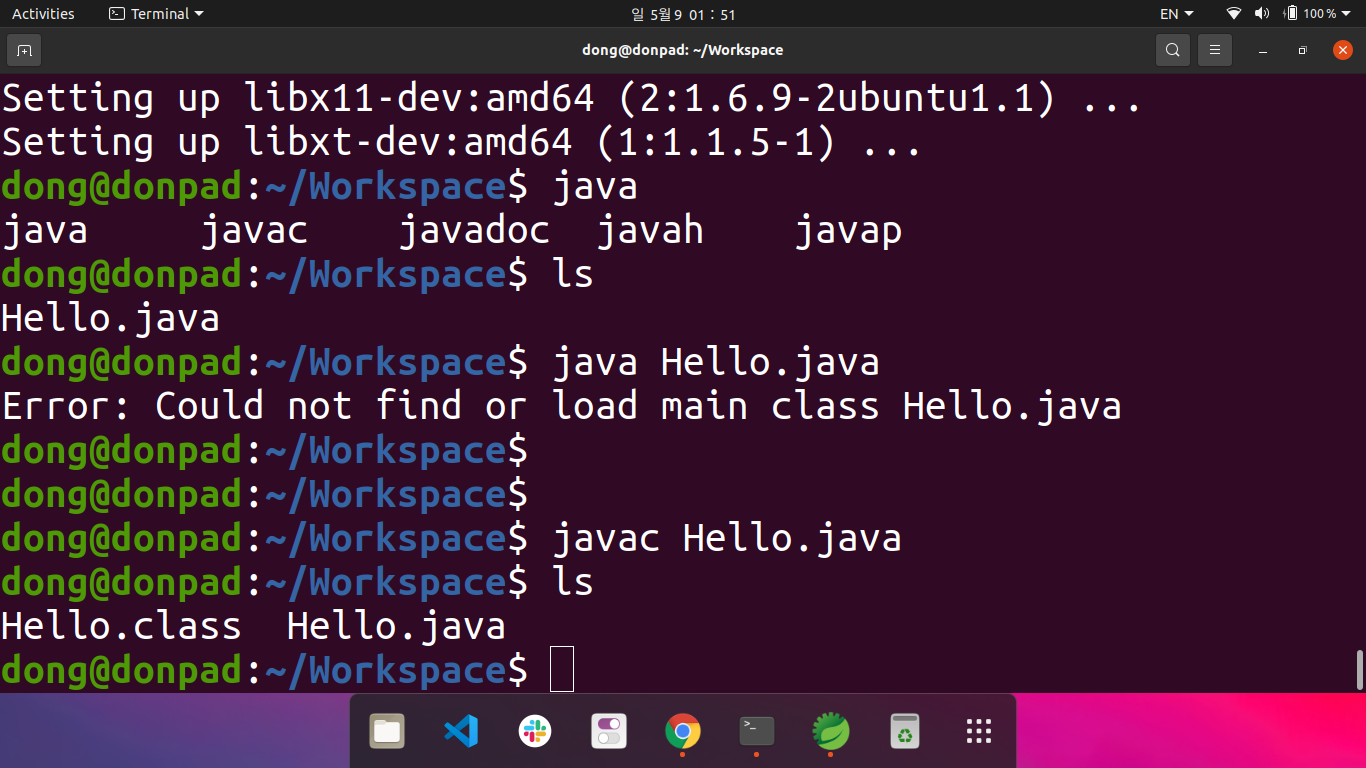 Activities Terminal 일 5월 9 01 : 51 EN 100 %
dong@donpad: ~/Workspace
Setting up libx11-dev:amd64 (2:1.6.9-2ubuntu1.1) ...
Setting up libxt-dev:amd64 (1:1.1.5-1) ...
dong@donpad:~/Workspace$ java
java     javac    javadoc  javah    javap
dong@donpad:~/Workspace$ ls
Hello.java
dong@donpad:~/Workspace$ java Hello.java
Error: Could not find or load main class Hello.java
dong@donpad:~/Workspace$
dong@donpad:~/Workspace$
dong@donpad:~/Workspace$ javac Hello.java
dong@donpad:~/Workspace$ ls
Hello.class  Hello.java
dong@donpad:~/Workspace$